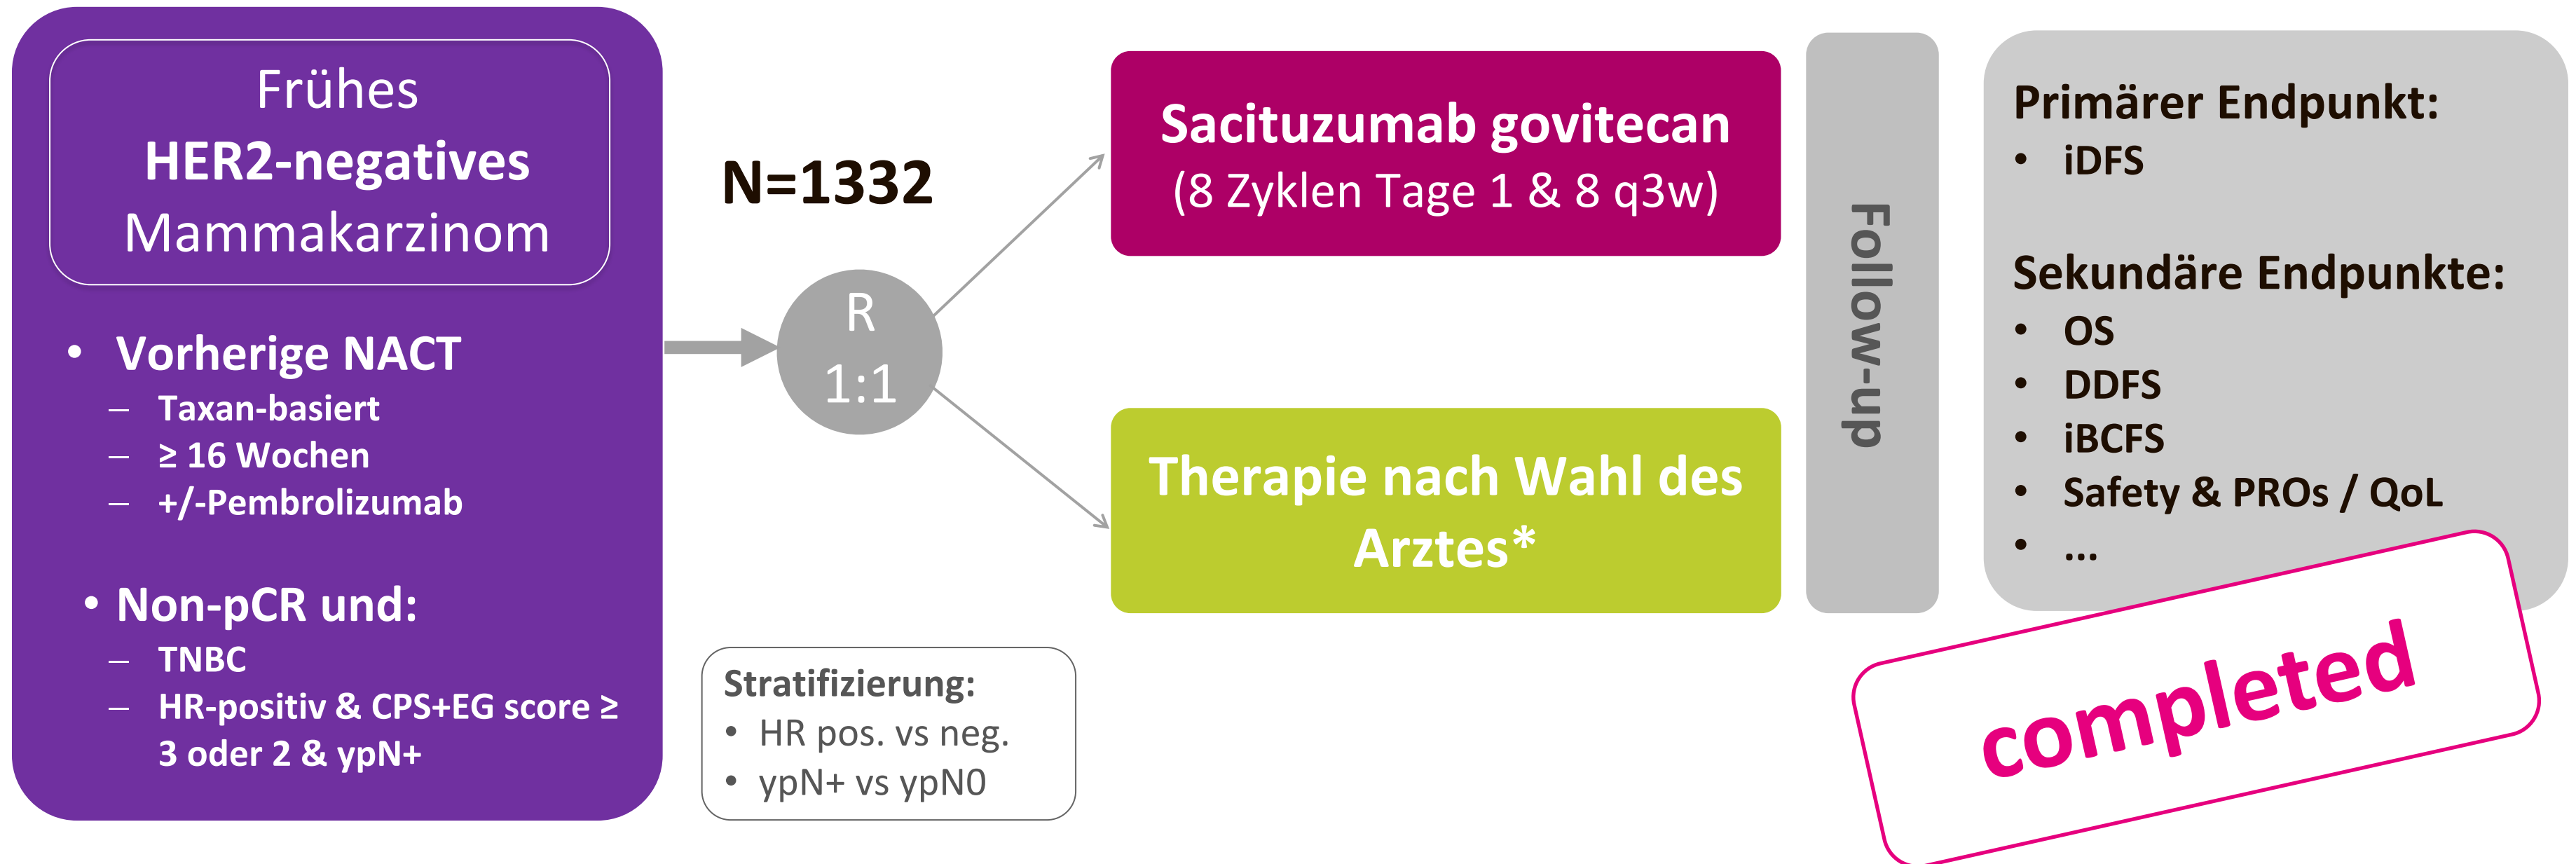 Frühes
HER2-negatives
Mammakarzinom
• Vorherige NACT
– Taxan-basiert
– ≥ 16 Wochen
– +/-Pembrolizumab
• Non-pCR und:
– TNBC
– HR-positiv & CPS+EG score ≥
3 oder 2 & ypN+
N=1332
R
1:1
Stratifizierung:
• HR pos. vs neg.
• ypN+ vs ypN0
Sacituzumab govitecan
(8 Zyklen Tage 1 & 8 q3w)
Therapie nach Wahl des
Arztes*
Follow-up
Primärer Endpunkt:
• iDFS
Sekundäre Endpunkte:
• OS
• DDFS
• iBCFS
• Safety & PROs / QoL
• ...
completed